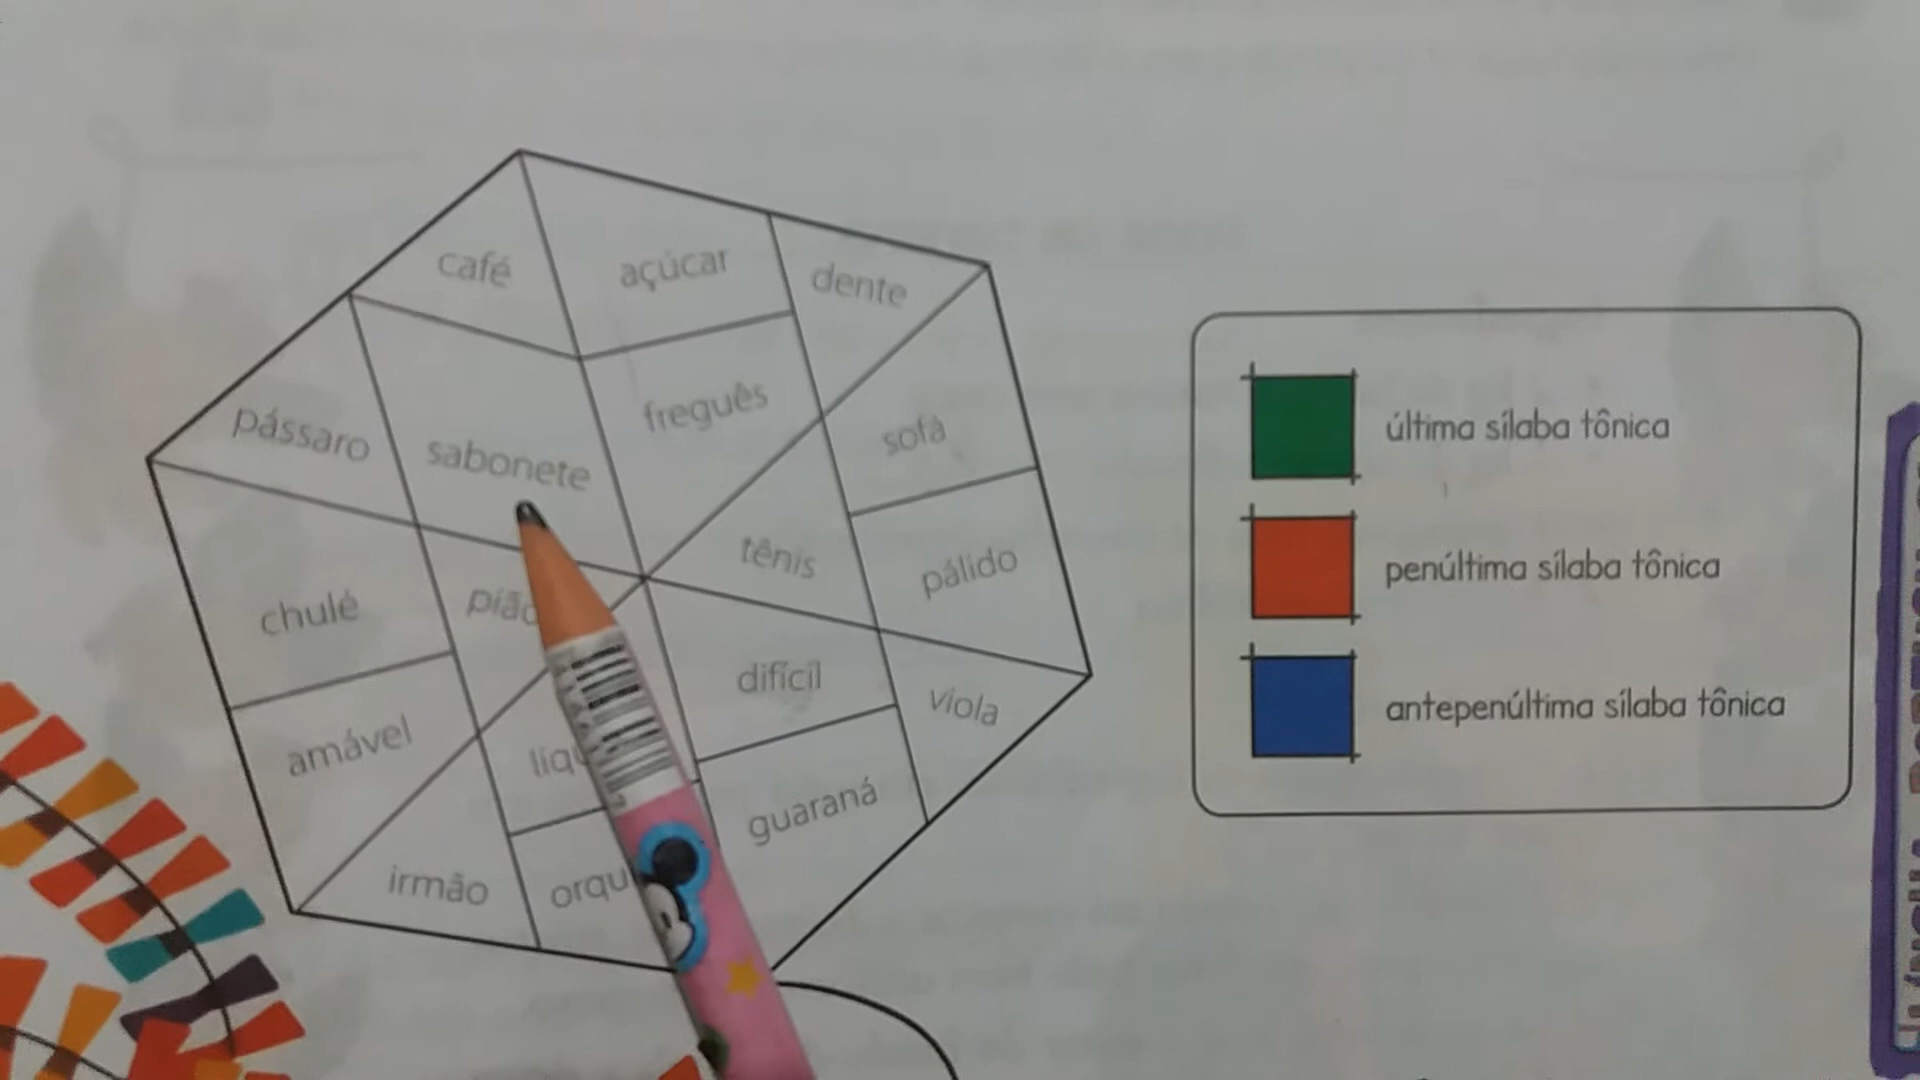 café
açúcar
dente
pássaro
sabonete
freguês
sofá
chulé
tênis
pálido
difícil
viola
amável
guaraná
irmão
última sílaba tônica
penúltima sílaba tônica
antepenúltima sílaba tônica